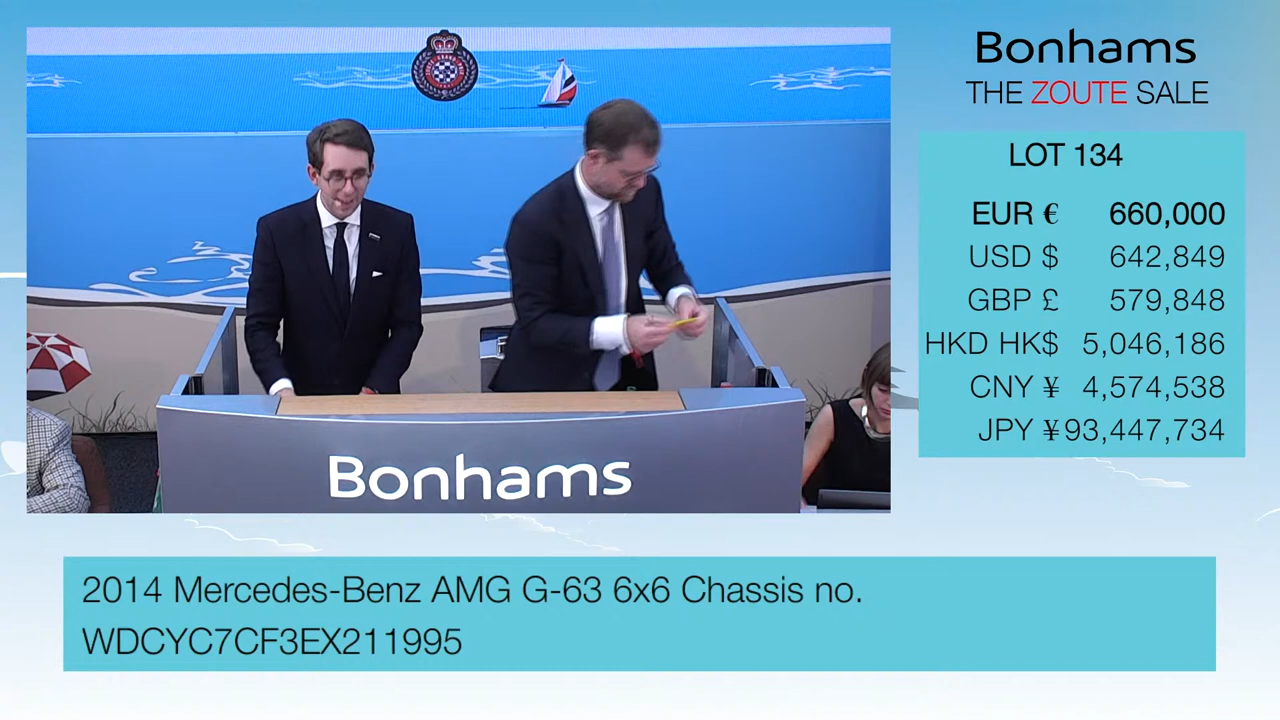 Bonhams
THE ZOUTE SALE
LOT 134
EUR € 660,000
USD $ 642,849
GBP £ 579,848
HKD HK$ 5,046,186
CNY ¥ 4,574,538
JPY ¥93,447,734
Bonhams
2014 Mercedes-Benz AMG G-63 6x6 Chassis no.
WDCYC7CF3EX211995